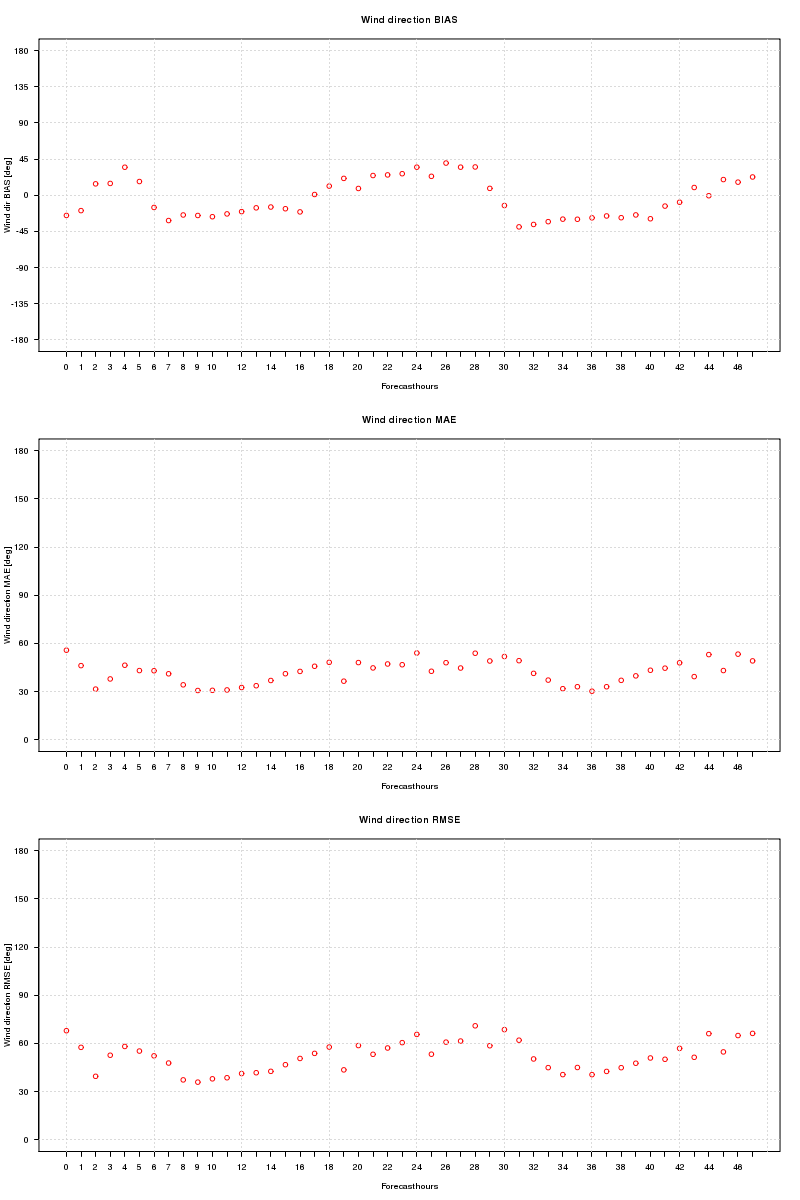 Wind direction BIAS
Wind dir BIAS [deg]
180
135
90
45
0
-45
-90
-135
-180
0 1 2 3 4 5 6 7 8 9 10 12 14 16 18 20 22 24 26 28 30 32 34 36 38 40 42 44 46
Forecasthours
Wind direction MAE
Wind direction MAE [deg]
180
150
120
90
60
30
0
0 1 2 3 4 5 6 7 8 9 10 12 14 16 18 20 22 24 26 28 30 32 34 36 38 40 42 44 46
Forecasthours
Wind direction RMSE
Wind direction RMSE [deg]
180
150
120
90
60
30
0
0 1 2 3 4 5 6 7 8 9 10 12 14 16 18 20 22 24 26 28 30 32 34 36 38 40 42 44 46
Forecasthours